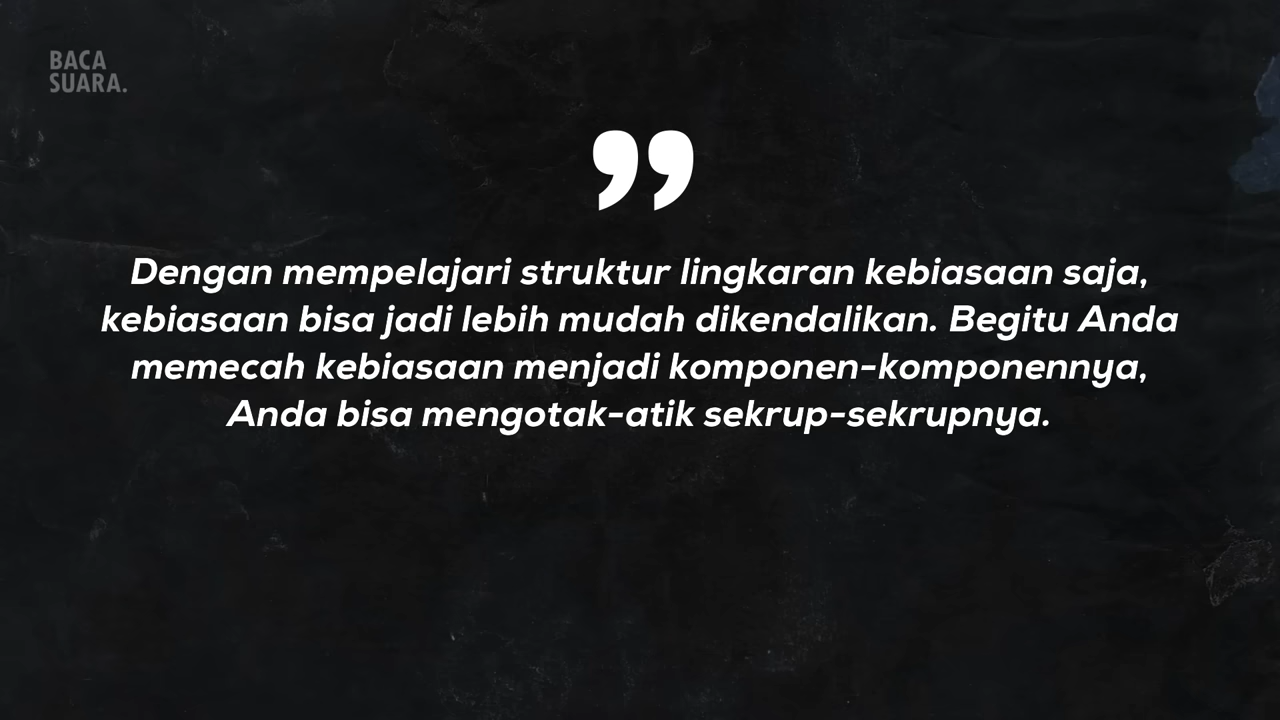 BACA
SUARA.
”
Dengan mempelajari struktur lingkaran kebiasaan saja,
kebiasaan bisa jadi lebih mudah dikendalikan. Begitu Anda
memecah kebiasaan menjadi komponen-komponennya,
Anda bisa mengotak-atik sekrup-sekrupnya.